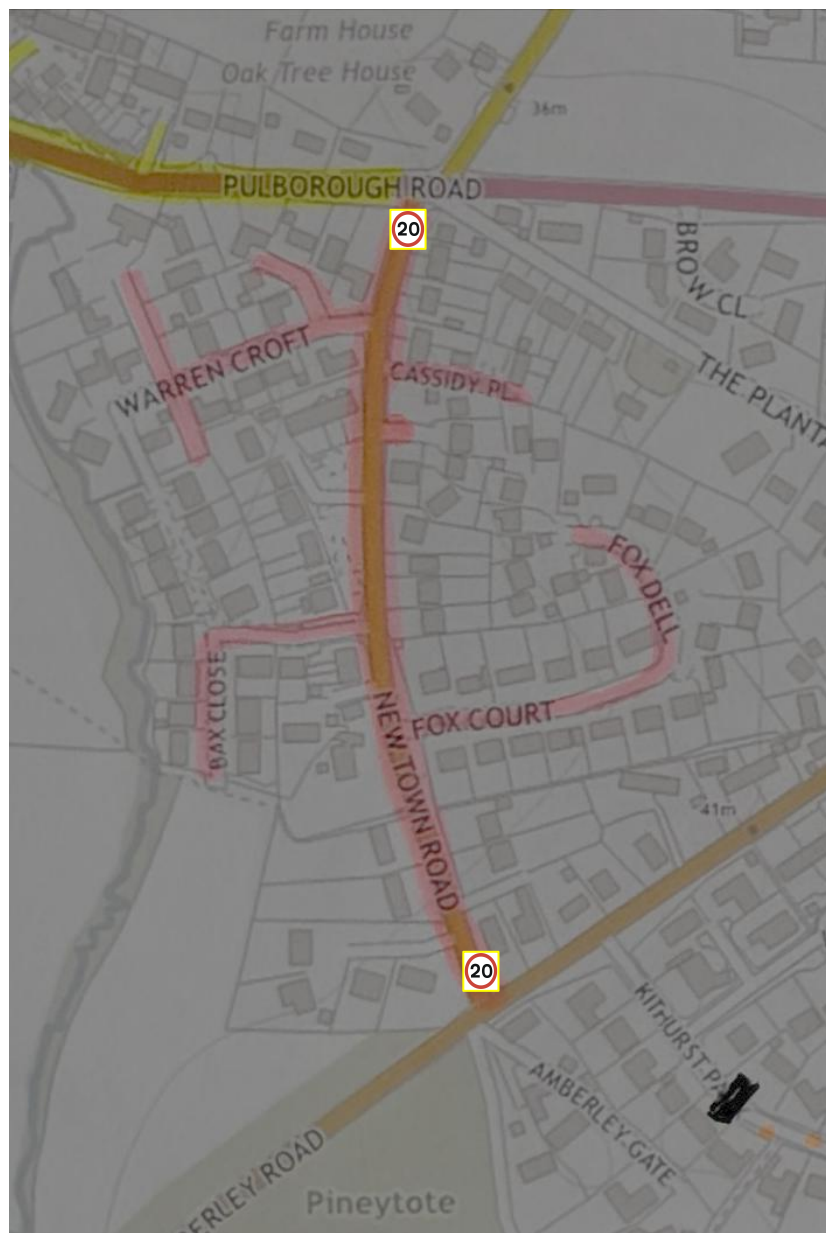 Farm House
Oak Tree House
36m
PULBOROUGH ROAD
20
BROW CL
WARREN CROFT
CASSIDY PL
THE PLANTA
FOX DELL
BAX CLOSE
FOX COURT
NEW TOWN ROAD
41m
20
KITHURST PA
AMBERLEY GATE
BERLEY ROAD
Pineytote